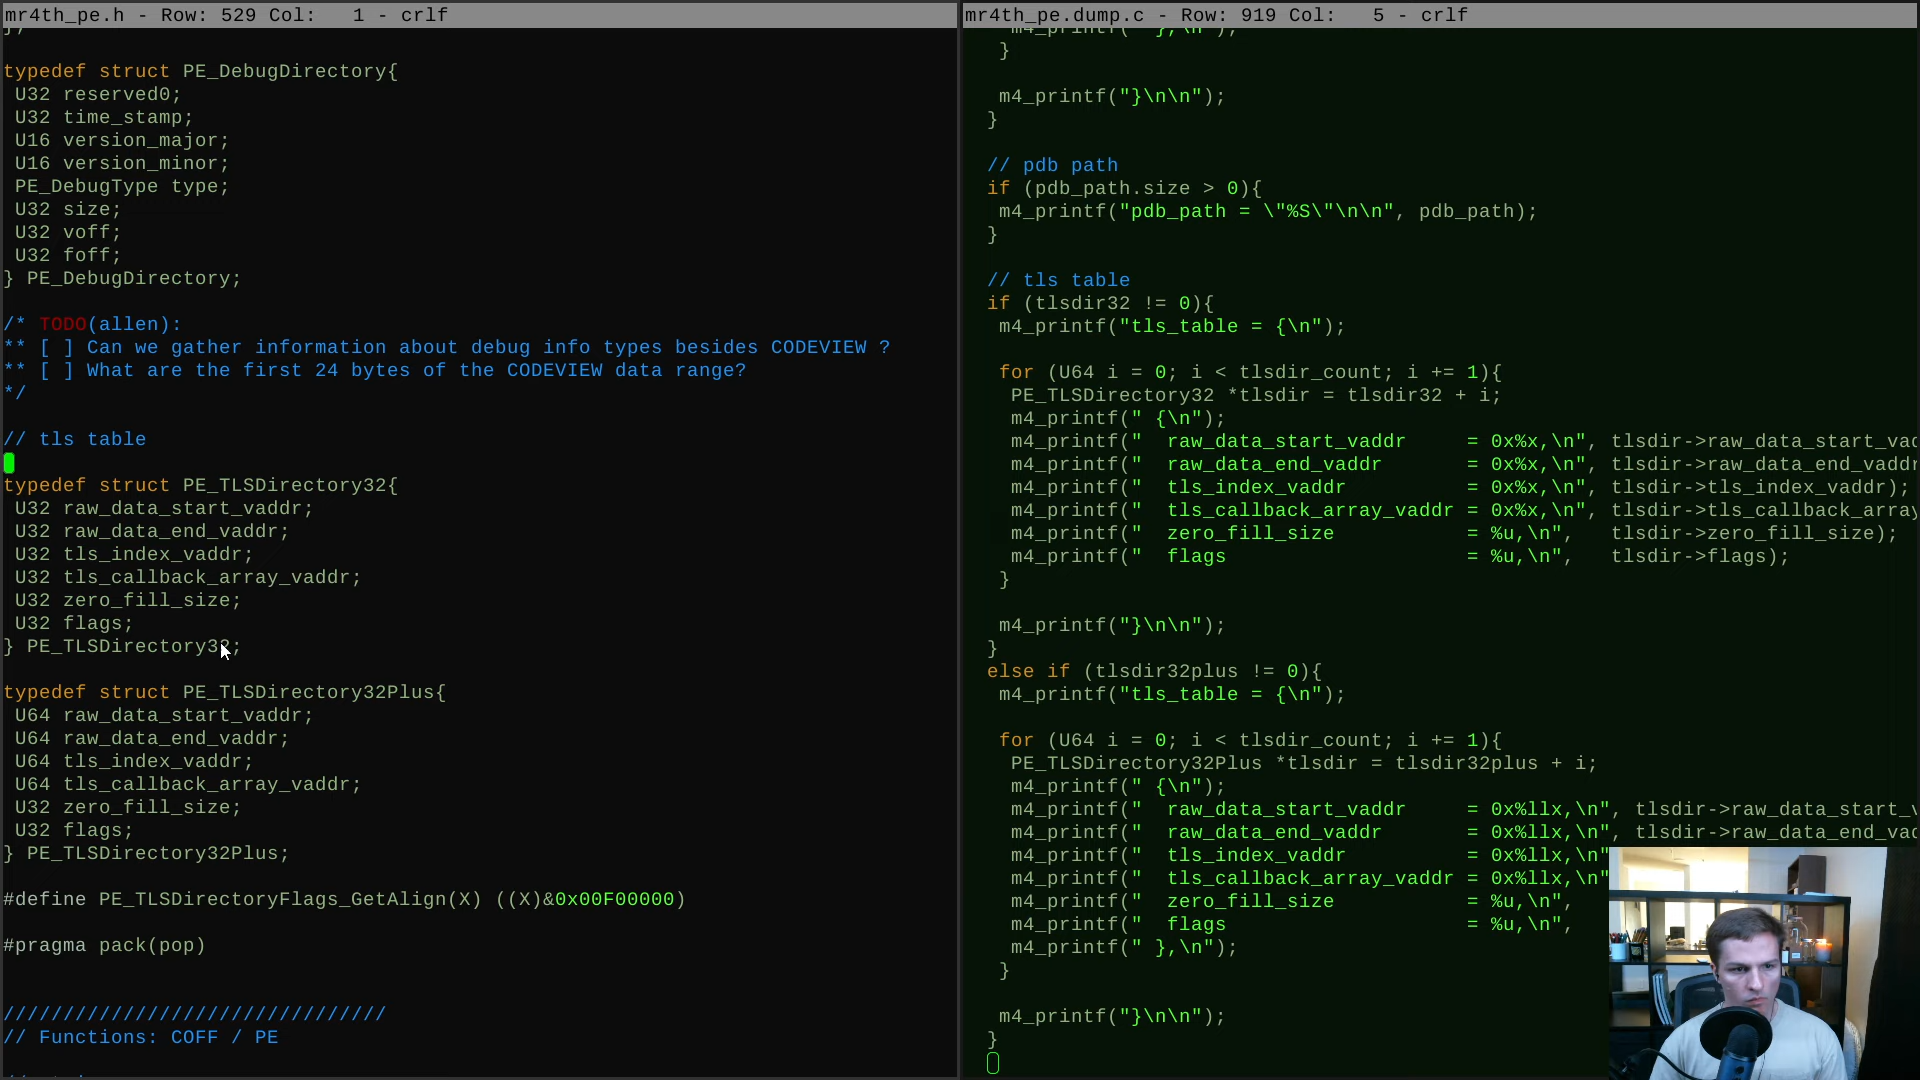 mr4th_pe.h - Row: 529 Col:   1 - crlf
};
typedef struct PE_DebugDirectory{
 U32 reserved0;
 U32 time_stamp;
 U16 version_major;
 U16 version_minor;
 PE_DebugType type;
 U32 size;
 U32 voff;
 U32 foff;
} PE_DebugDirectory;
/* TODO(allen):
** [ ] Can we gather information about debug info types besides CODEVIEW ?
** [ ] What are the first 24 bytes of the CODEVIEW data range?
*/
// tls table
typedef struct PE_TLSDirectory32{
 U32 raw_data_start_vaddr;
 U32 raw_data_end_vaddr;
 U32 tls_index_vaddr;
 U32 tls_callback_array_vaddr;
 U32 zero_fill_size;
 U32 flags;
} PE_TLSDirectory32;
typedef struct PE_TLSDirectory32Plus{
 U64 raw_data_start_vaddr;
 U64 raw_data_end_vaddr;
 U64 tls_index_vaddr;
 U64 tls_callback_array_vaddr;
 U32 zero_fill_size;
 U32 flags;
} PE_TLSDirectory32Plus;
#define PE_TLSDirectoryFlags_GetAlign(X) ((X)&0x00F00000)
#pragma pack(pop)
////////////////////////////////
// Functions: COFF / PE
mr4th_pe.dump.c - Row: 919 Col:   5 - crlf
m4_printf(" },\n");
}
m4_printf("}\n\n");
}
// pdb path
if (pdb_path.size > 0){
 m4_printf("pdb_path = \"%S\"\n\n", pdb_path);
}
// tls table
if (tlsdir32 != 0){
 m4_printf("tls_table = {\n");
 for (U64 i = 0; i < tlsdir_count; i += 1){
  PE_TLSDirectory32 *tlsdir = tlsdir32 + i;
  m4_printf(" {\n");
  m4_printf("  raw_data_start_vaddr     = 0x%x,\n", tlsdir->raw_data_start_vad
  m4_printf("  raw_data_end_vaddr       = 0x%x,\n", tlsdir->raw_data_end_vaddr
  m4_printf("  tls_index_vaddr          = 0x%x,\n", tlsdir->tls_index_vaddr);
  m4_printf("  tls_callback_array_vaddr = 0x%x,\n", tlsdir->tls_callback_array
  m4_printf("  zero_fill_size           = %u,\n",   tlsdir->zero_fill_size);
  m4_printf("  flags                    = %u,\n",   tlsdir->flags);
 }
 m4_printf("}\n\n");
}
else if (tlsdir32plus != 0){
 m4_printf("tls_table = {\n");
 for (U64 i = 0; i < tlsdir_count; i += 1){
  PE_TLSDirectory32Plus *tlsdir = tlsdir32plus + i;
  m4_printf(" {\n");
  m4_printf("  raw_data_start_vaddr     = 0x%llx,\n", tlsdir->raw_data_start_v
  m4_printf("  raw_data_end_vaddr       = 0x%llx,\n", tlsdir->raw_data_end_vad
  m4_printf("  tls_index_vaddr          = 0x%llx,\n"
  m4_printf("  tls_callback_array_vaddr = 0x%llx,\n"
  m4_printf("  zero_fill_size           = %u,\n",
  m4_printf("  flags                    = %u,\n",
  m4_printf(" },\n");
 }
 m4_printf("}\n\n");
}